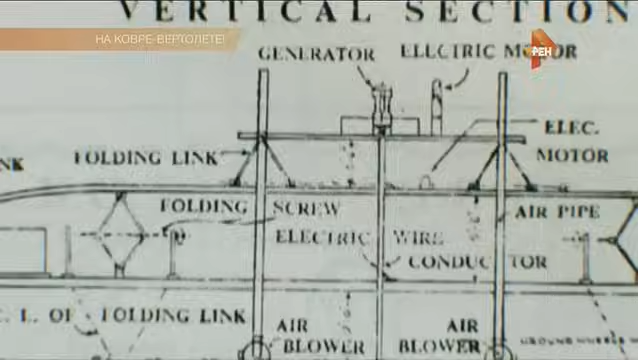 VERTICAL SECTION
НА КОВРЕ-ВЕРТОЛЕТЕ!
РЕН
GENERATOR
ELECTRIC MOTOR
ELEC.
MOTOR
NK
FOLDING LINK
FOLDING SCREW
AIR PIPE
ELECTRIC WIRE
CONDUCTOR
C. L. OF FOLDING LINK
AIR
BLOWER
AIR
BLOWER